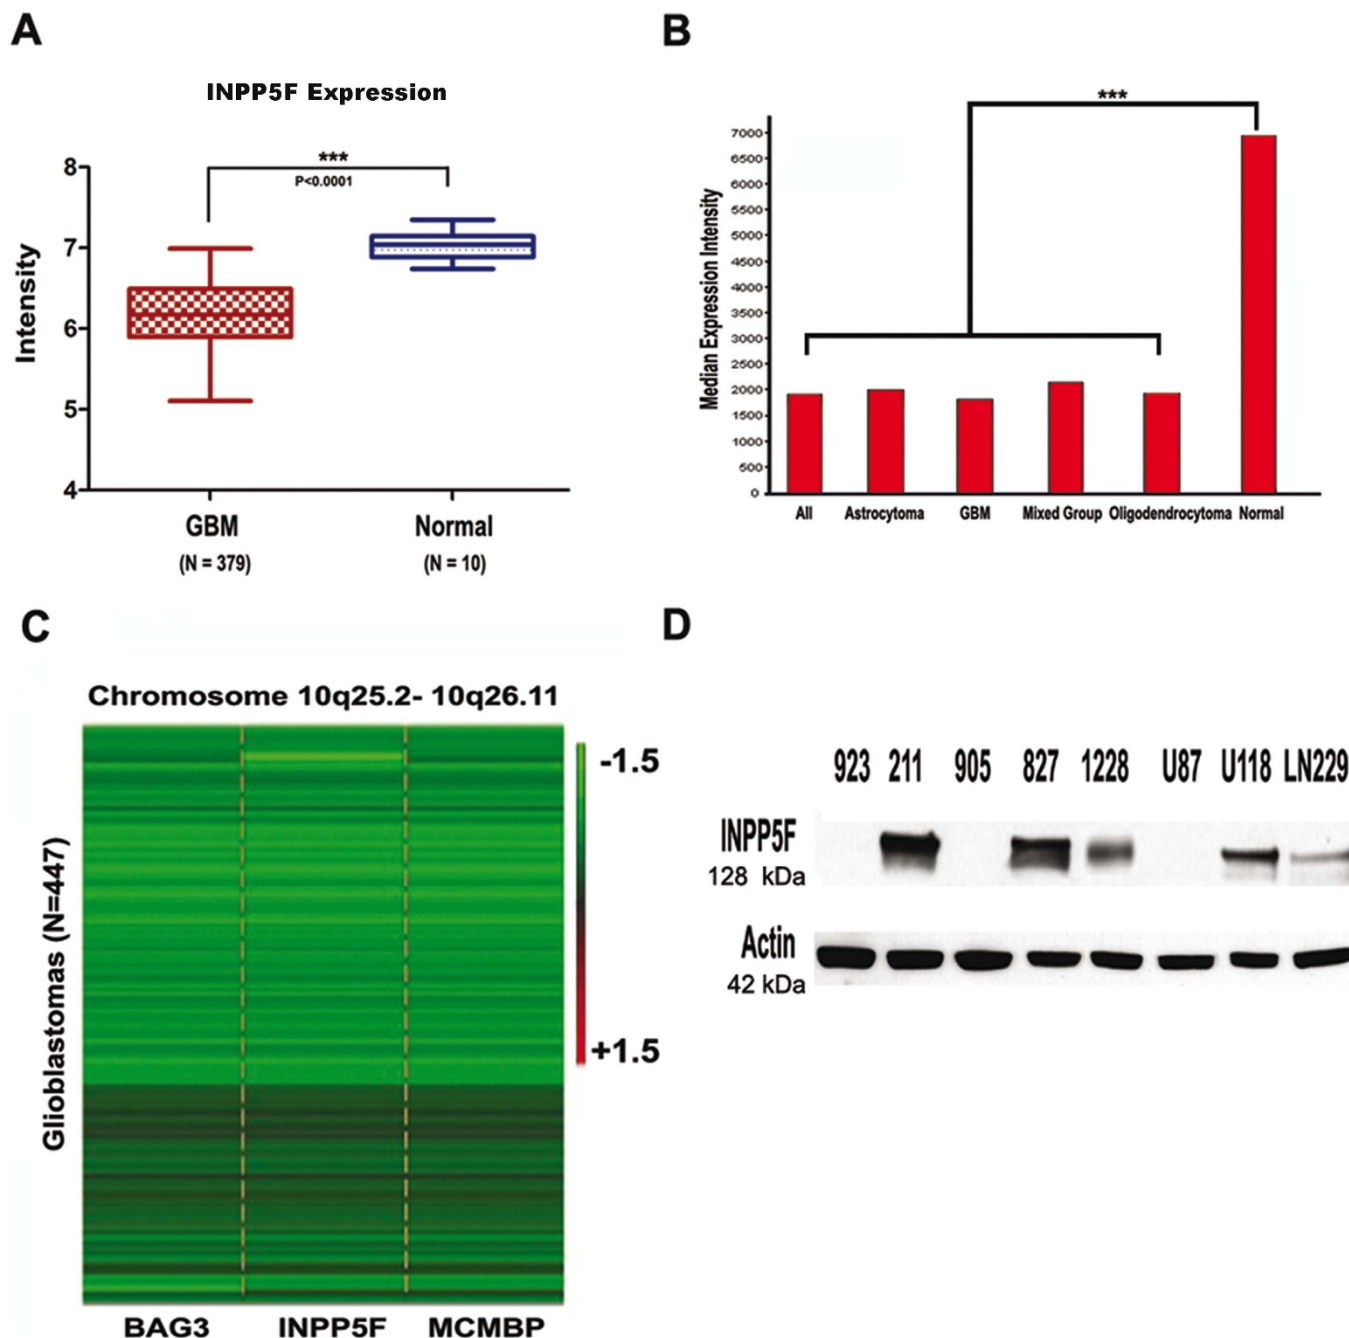 A
INPP5F Expression
***
P<0.0001
8
7
6
5
4
Intensity
GBM
Normal
(N = 379)
(N = 10)
B
***
7000
6500
6000
5500
5000
4500
4000
3500
3000
2500
2000
1500
1000
500
0
Median Expression Intensity
All Astrocytoma GBM Mixed Group Oligodendrocytoma Normal
C
Chromosome 10q25.2- 10q26.11
-1.5
+1.5
Glioblastomas (N=447)
BAG3 INPP5F MCMBP
D
923 211 905 827 1228 U87 U118 LN229
INPP5F
128 kDa
Actin
42 kDa